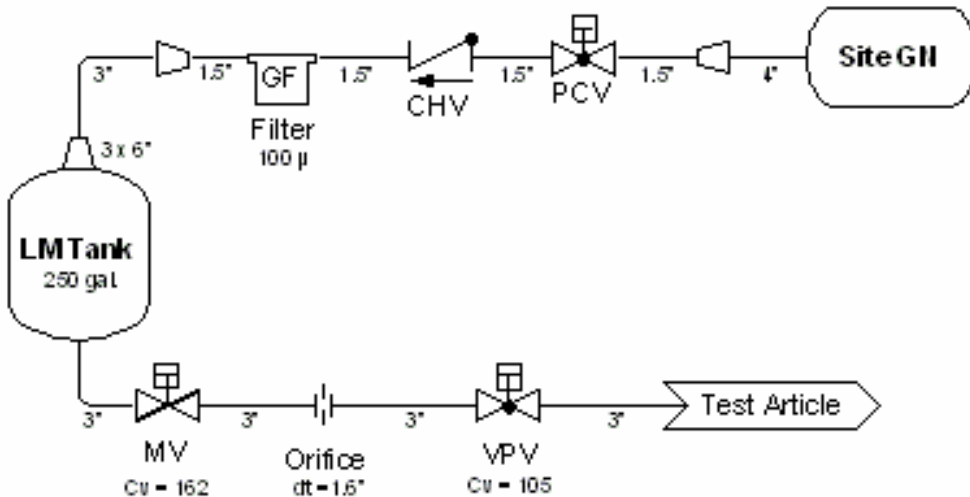 Site GN
3"
1.5"
GF
1.5"
CHV
1.5"
PCV
1.5"
4"
Filter
100 µ
3 x 6"
LM Tank
250 gal.
3"
MV
Cv = 162
3"
Orifice
dt = 1.6"
3"
VPV
Cv = 105
3"
Test Article